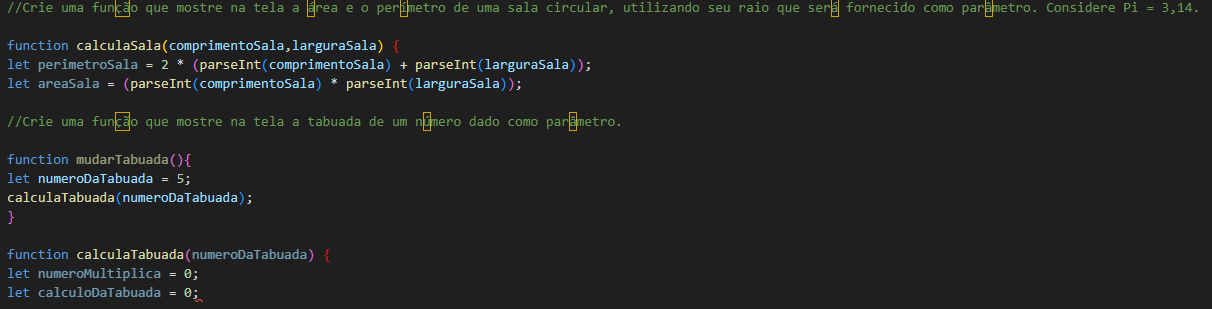 //Crie uma função que mostre na tela a área e o perímetro de uma sala circular, utilizando seu raio que será fornecido como parâmetro. Considere Pi = 3,14.
function calculaSala(comprimentoSala,larguraSala) {
let perimetroSala = 2 * (parseInt(comprimentoSala) + parseInt(larguraSala));
let areaSala = (parseInt(comprimentoSala) * parseInt(larguraSala));
//Crie uma função que mostre na tela a tabuada de um número dado como parâmetro.
function mudarTabuada(){
let numeroDaTabuada = 5;
calculaTabuada(numeroDaTabuada);
}
function calculaTabuada(numeroDaTabuada) {
let numeroMultiplica = 0;
let calculoDaTabuada = 0;